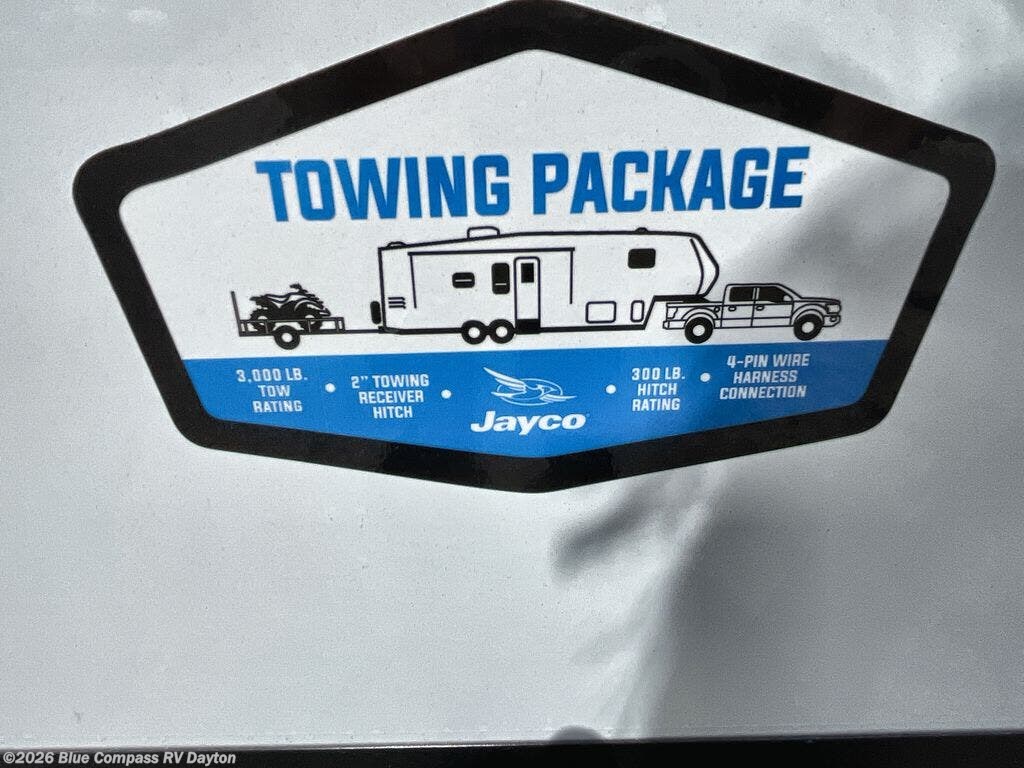 TOWING PACKAGE
3,000 LB.
TOW
RATING
•
2" TOWING
RECEIVER
HITCH
•
Jayco
•
300 LB.
HITCH
RATING
•
4-PIN WIRE
HARNESS
CONNECTION
©2026 Blue Compass RV Dayton